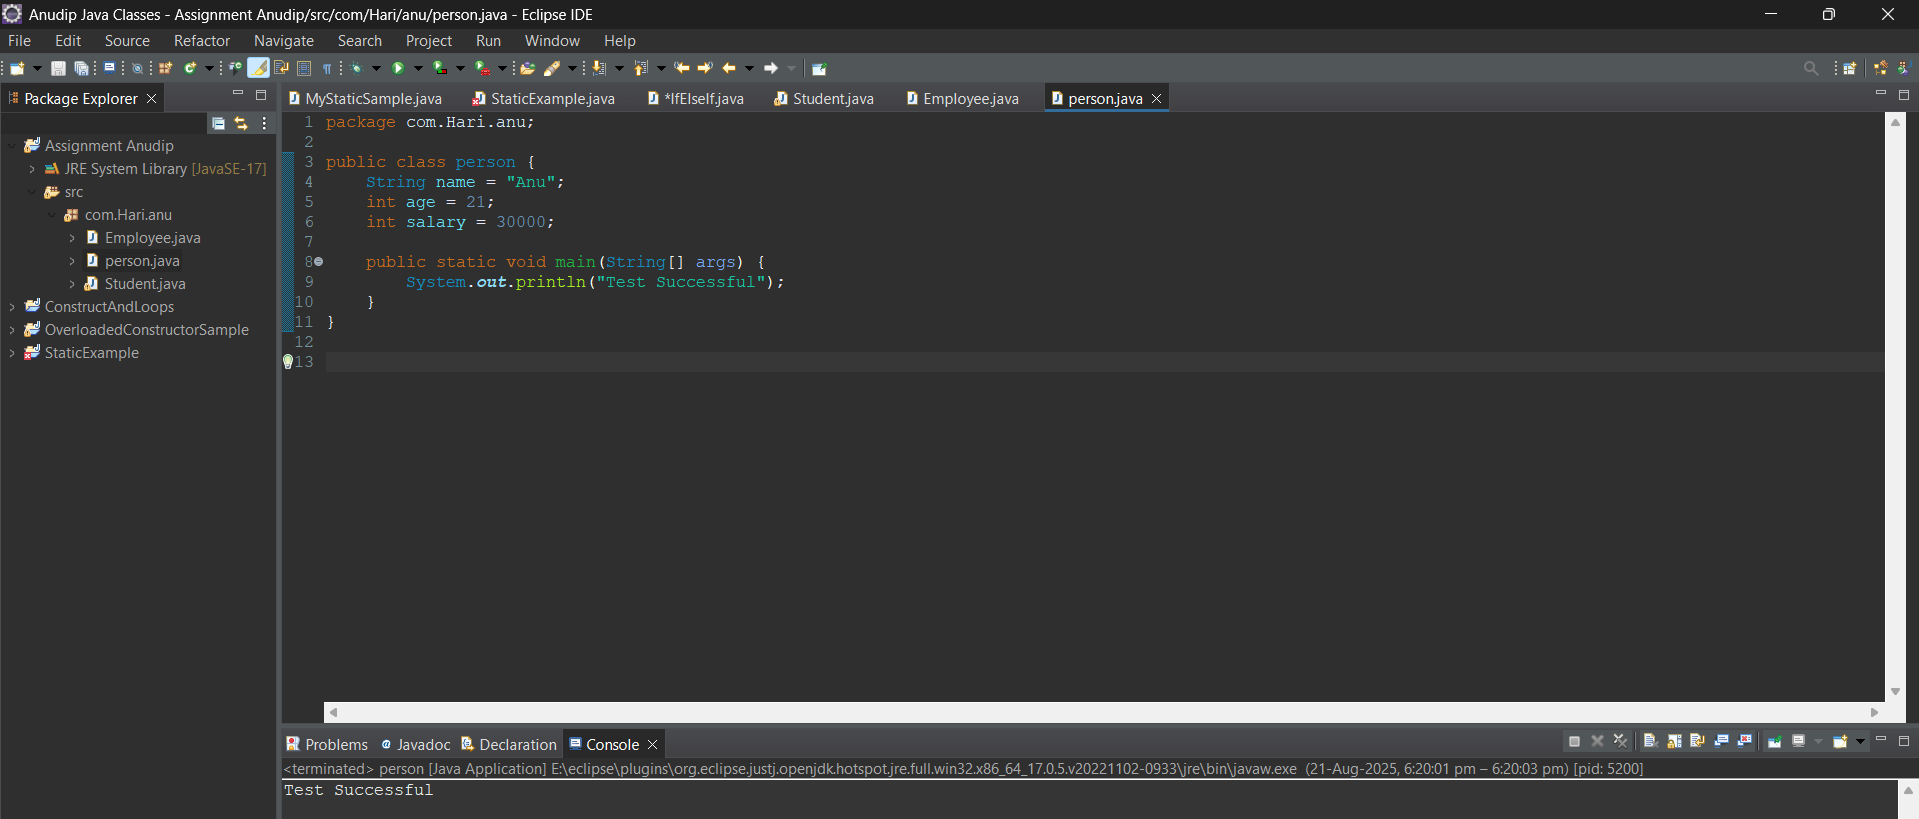 Anudip Java Classes - Assignment Anudip/src/com/Hari/anu/person.java - Eclipse IDE
File Edit Source Refactor Navigate Search Project Run Window Help
Package Explorer
MyStaticSample.java StaticExample.java *IfElseIf.java Student.java Employee.java person.java
Assignment Anudip
JRE System Library [JavaSE-17]
src
com.Hari.anu
Employee.java
person.java
Student.java
ConstructAndLoops
OverloadedConstructorSample
StaticExample
1 package com.Hari.anu;
2
3 public class person {
4 String name = "Anu";
5 int age = 21;
6 int salary = 30000;
7
8 public static void main(String[] args) {
9 System.out.println("Test Successful");
10 }
11 }
12
13
Problems Javadoc Declaration Console
<terminated> person [Java Application] E:\eclipse\plugins\org.eclipse.justj.openjdk.hotspot.jre.full.win32.x86_64_17.0.5.v20221102-0933\jre\bin\javaw.exe (21-Aug-2025, 6:20:01 pm – 6:20:03 pm) [pid: 5200]
Test Successful